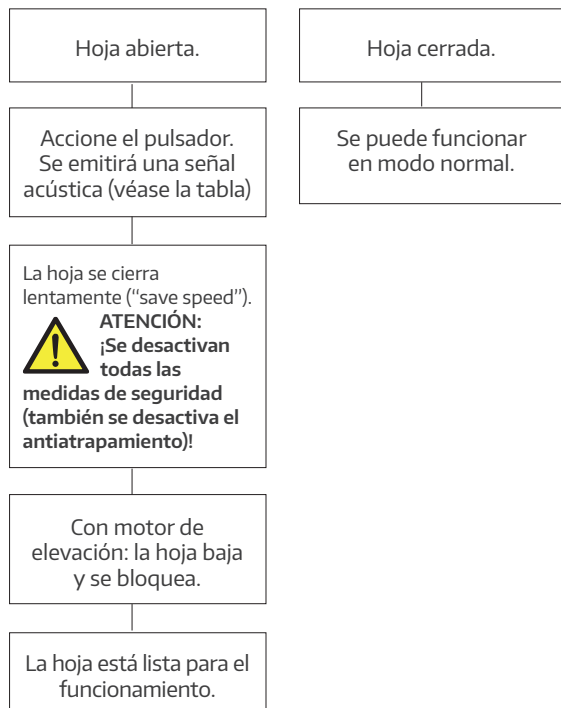 Hoja abierta.
Accione el pulsador.
Se emitirá una señal
acústica (véase la tabla)
La hoja se cierra
lentamente (“save speed”).
ATENCIÓN:
¡Se desactivan
todas las
medidas de seguridad
(también se desactiva el
antiatrapamiento)!
Con motor de
elevación: la hoja baja
y se bloquea.
La hoja está lista para el
funcionamiento.
Hoja cerrada.
Se puede funcionar
en modo normal.